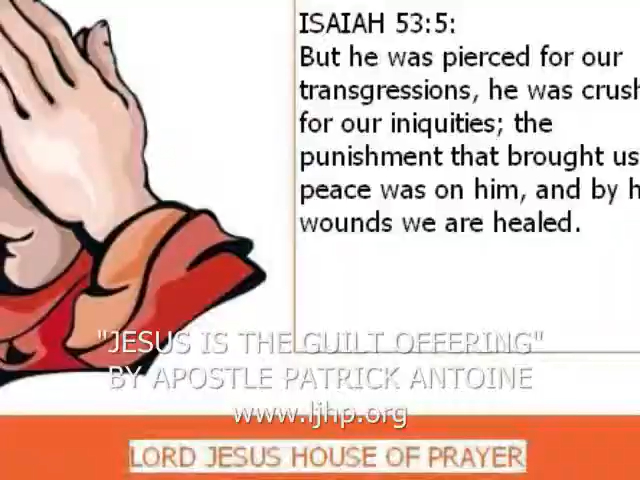 ISAIAH 53:5:
But he was pierced for our
transgressions, he was crush
for our iniquities; the
punishment that brought us
peace was on him, and by h
wounds we are healed.
"JESUS IS THE GUILT OFFERING"
BY APOSTLE PATRICK ANTOINE
www.ljhp.org
LORD JESUS HOUSE OF PRAYER